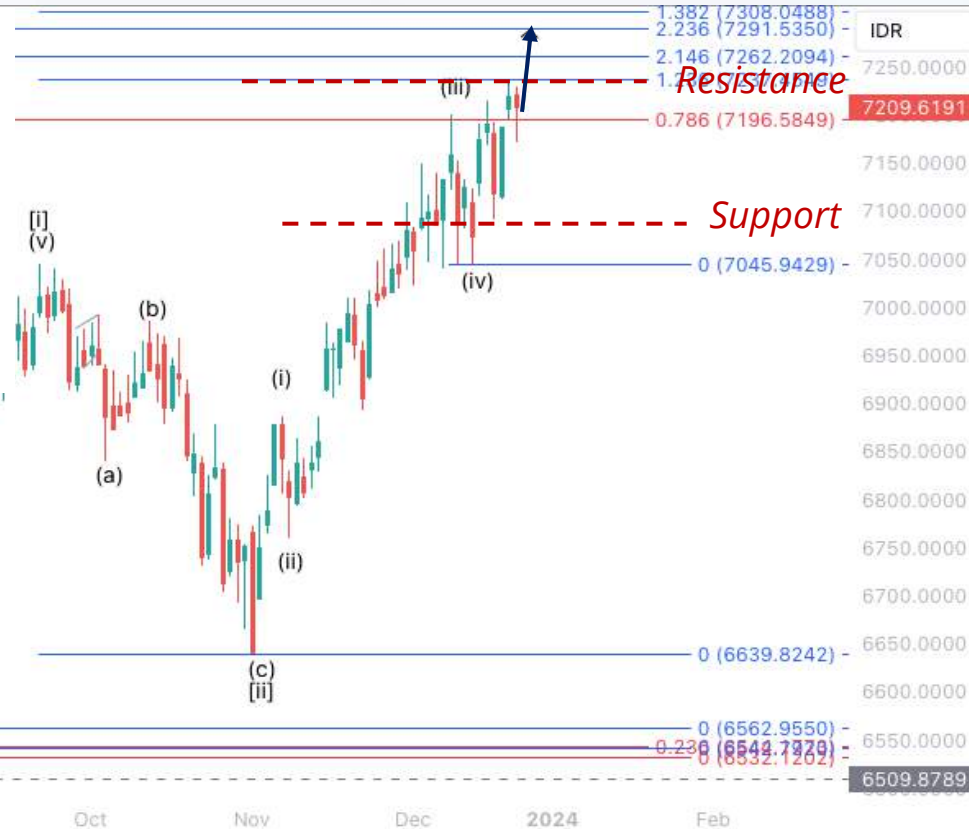 1.382 (7308.0488)
2.236 (7291.5350)
IDR
2.146 (7262.2094)
7250.0000
Resistance
(iii)
7209.6191
0.786 (7196.5849)
7150.0000
[i]
(v)
Support
7100.0000
7050.0000
0 (7045.9429)
(iv)
(b)
7000.0000
6950.0000
(i)
6900.0000
6850.0000
(a)
6800.0000
6750.0000
(ii)
6700.0000
6650.0000
0 (6639.8242)
(c)
[ii]
6600.0000
0 (6562.9550)
6550.0000
0 (6532.1202)
6509.8789
Oct
Nov
Dec
2024
Feb